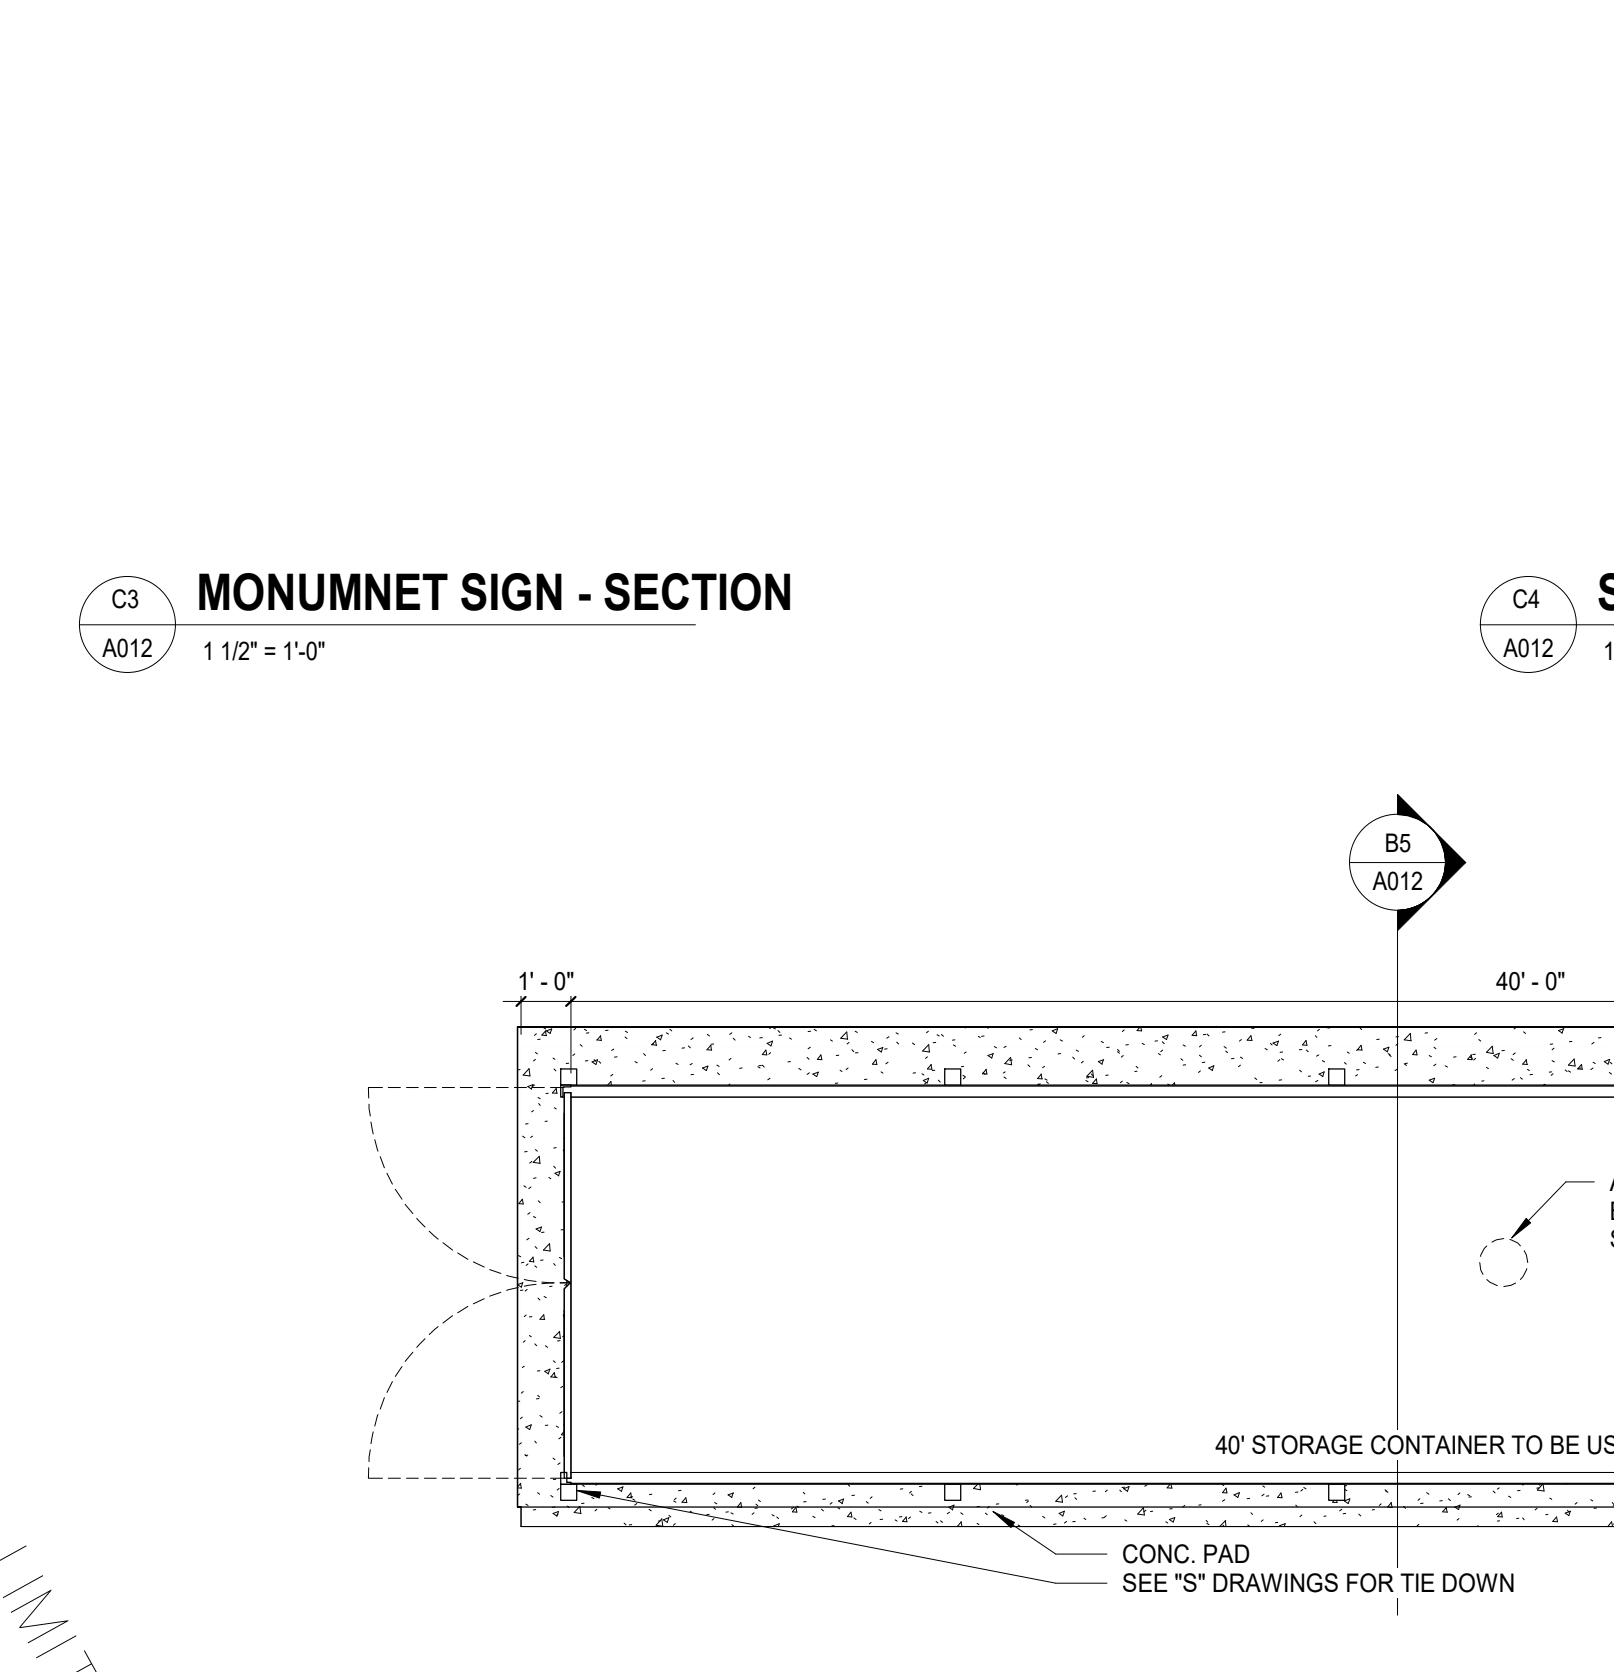 C3
A012
MONUMNET SIGN - SECTION
1 1/2" = 1'-0"
C4
A012
B5
A012
1' - 0"
40' - 0"
40' STORAGE CONTAINER TO BE US
CONC. PAD
SEE "S" DRAWINGS FOR TIE DOWN